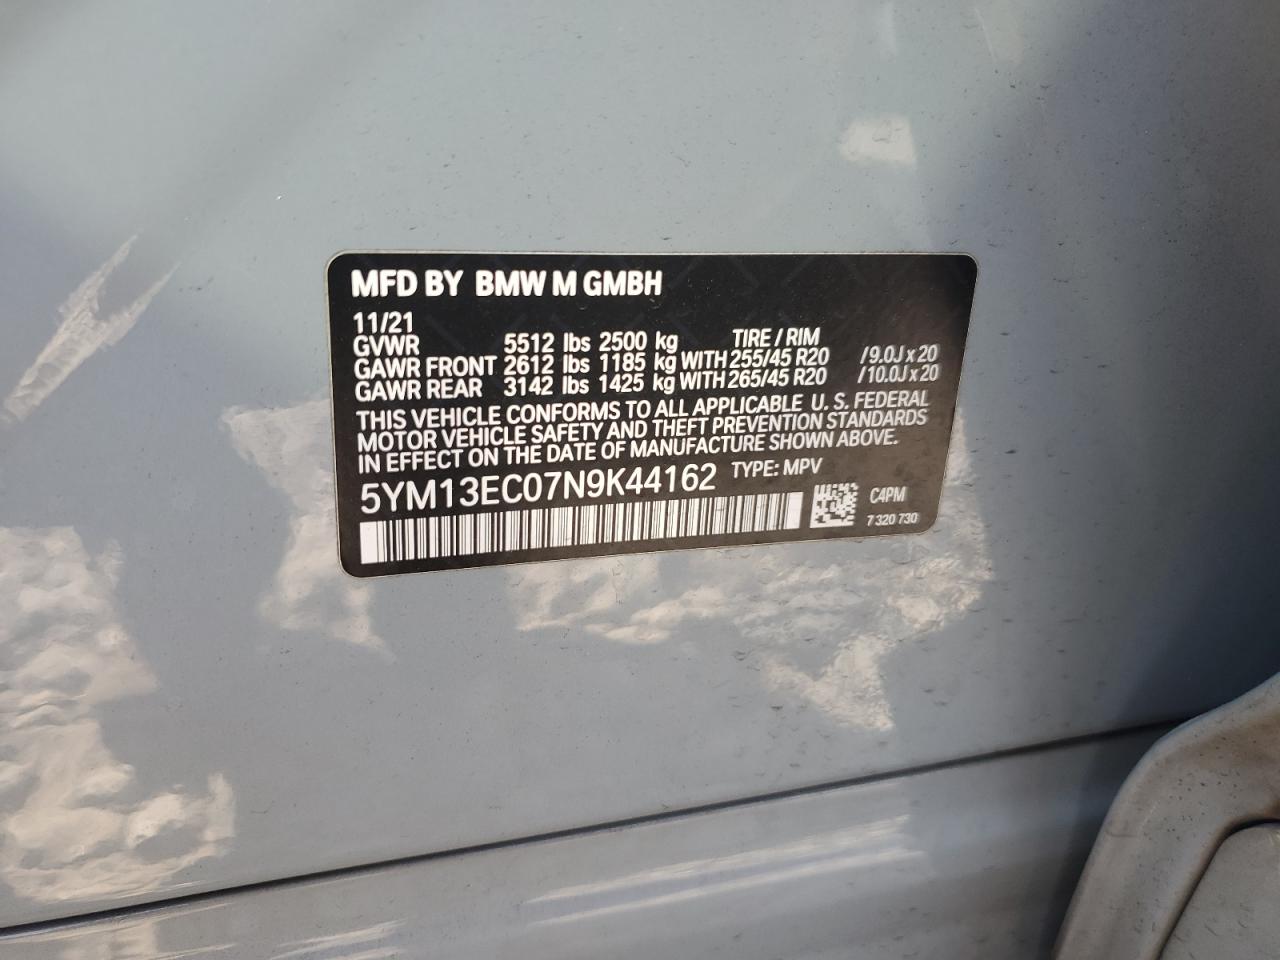 MFD BY BMW M GMBH
11/21
GVWR 5512 lbs 2500 kg TIRE / RIM
GAWR FRONT 2612 lbs 1185 kg WITH 255/45 R20 /9.0J x 20
GAWR REAR 3142 lbs 1425 kg WITH 265/45 R20 /10.0J x 20
THIS VEHICLE CONFORMS TO ALL APPLICABLE U. S. FEDERAL
MOTOR VEHICLE SAFETY AND THEFT PREVENTION STANDARDS
IN EFFECT ON THE DATE OF MANUFACTURE SHOWN ABOVE.
5YM13EC07N9K44162 TYPE: MPV
C4PM
7 320 730